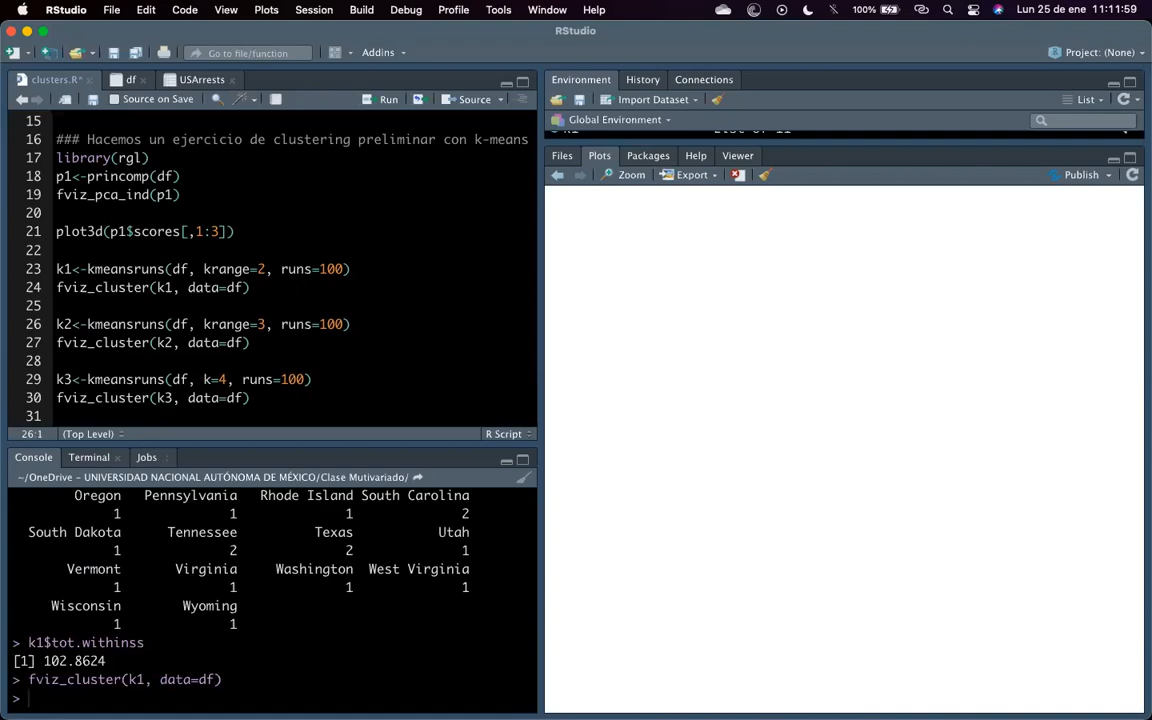 RStudio File Edit Code View Plots Session Build Debug Profile Tools Window Help 100% Lun 25 de ene 11:11:59
RStudio
Go to file/function Addins Project: (None)
clusters.R* df USArrests
Source on Save Run Source
15
16 ### Hacemos un ejercicio de clustering preliminar con k-means
17 library(rgl)
18 p1<-princomp(df)
19 fviz_pca_ind(p1)
20
21 plot3d(p1$scores[,1:3])
22
23 k1<-kmeansruns(df, krange=2, runs=100)
24 fviz_cluster(k1, data=df)
25
26 k2<-kmeansruns(df, krange=3, runs=100)
27 fviz_cluster(k2, data=df)
28
29 k3<-kmeansruns(df, k=4, runs=100)
30 fviz_cluster(k3, data=df)
31
26:1 (Top Level) R Script
Console Terminal Jobs
~/OneDrive - UNIVERSIDAD NACIONAL AUTÓNOMA DE MÉXICO/Clase Mutivariado/
Oregon Pennsylvania Rhode Island South Carolina
1 1 1 2
South Dakota Tennessee Texas Utah
1 2 2 1
Vermont Virginia Washington West Virginia
1 1 1 1
Wisconsin Wyoming
1 1
> k1$tot.withinss
[1] 102.8624
> fviz_cluster(k1, data=df)
>
Environment History Connections
Import Dataset List
Global Environment
Files Plots Packages Help Viewer
Zoom Export Publish